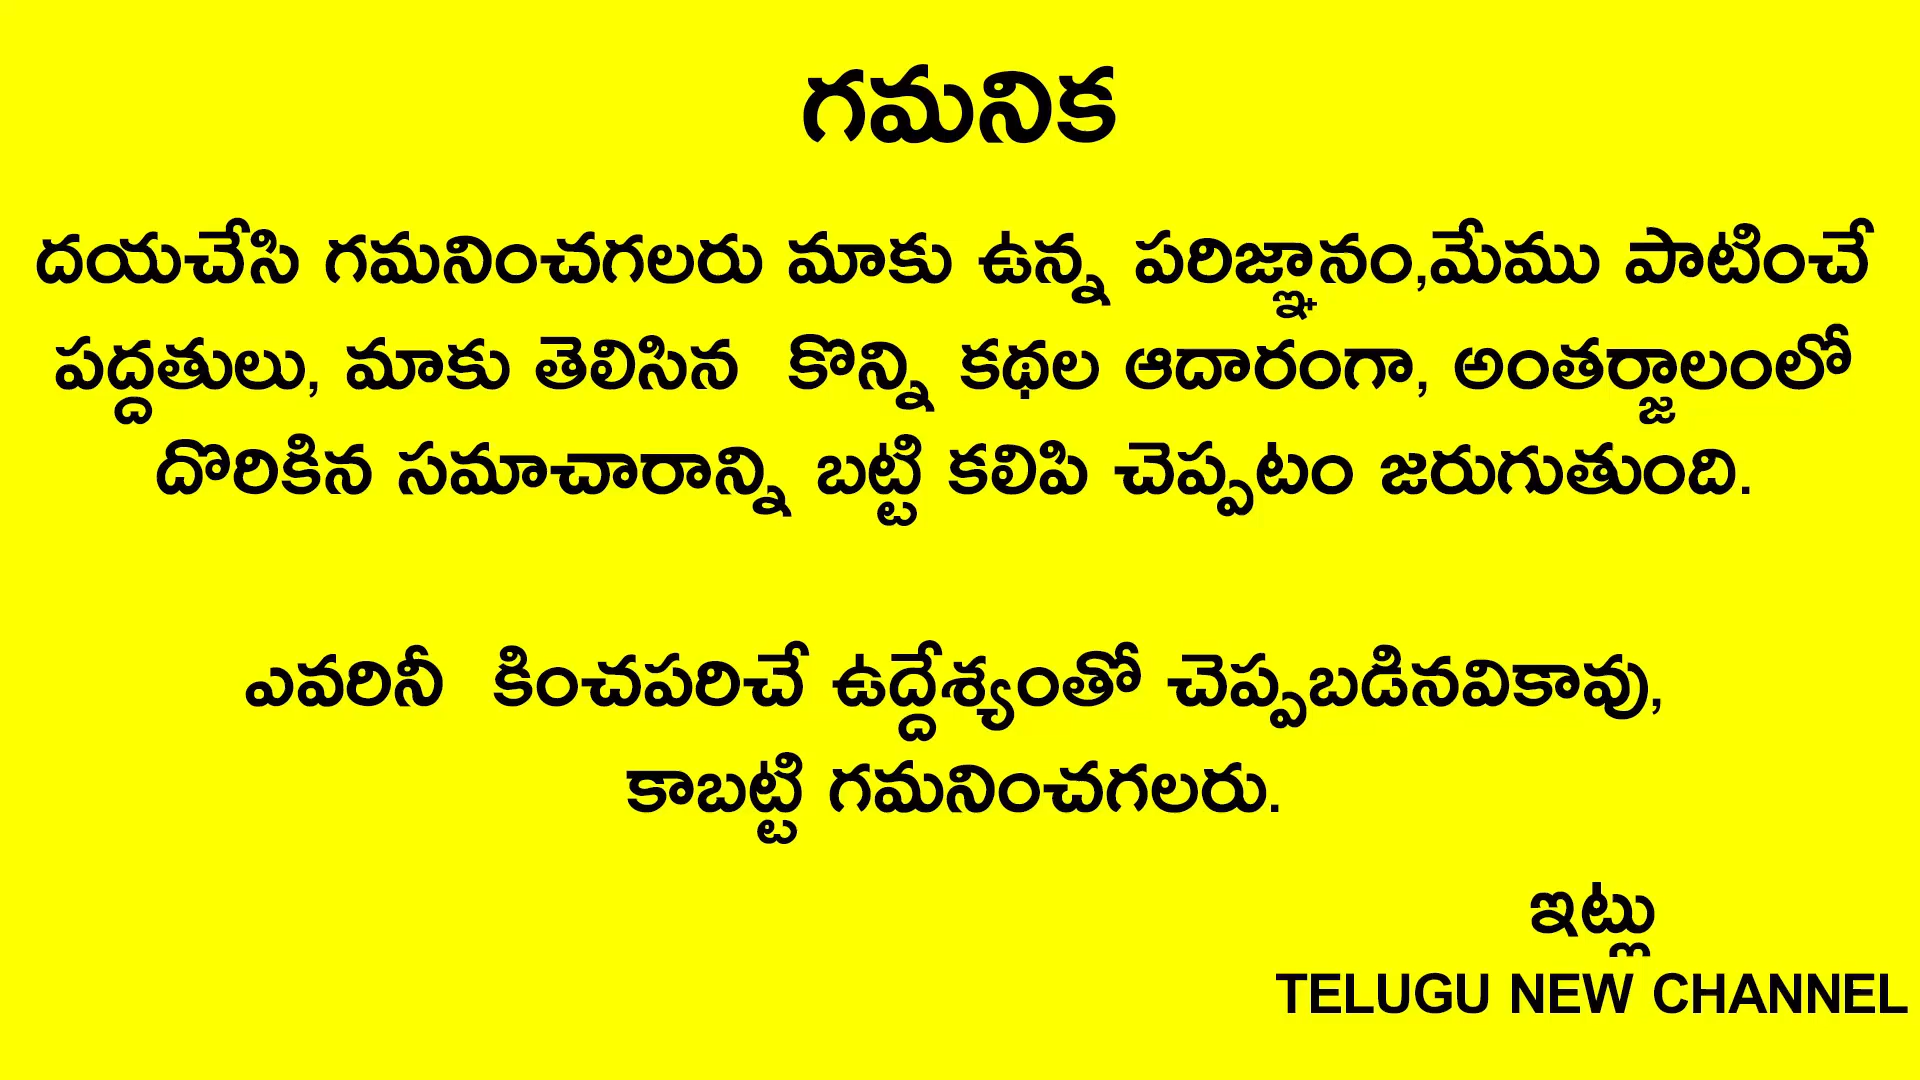 గమనిక
దయచేసి గమనించగలరు మాకు ఉన్న పరిజ్ఞానం,మేము పాటించే
పద్దతులు, మాకు తెలిసిన కొన్ని కథల ఆదారంగా, అంతర్జాలంలో
దొరికిన సమాచారాన్ని బట్టి కలిపి చెప్పటం జరుగుతుంది.
ఎవరినీ కించపరిచే ఉద్దేశ్యంతో చెప్పబడినవికావు,
కాబట్టి గమనించగలరు.
ఇట్లు
TELUGU NEW CHANNEL